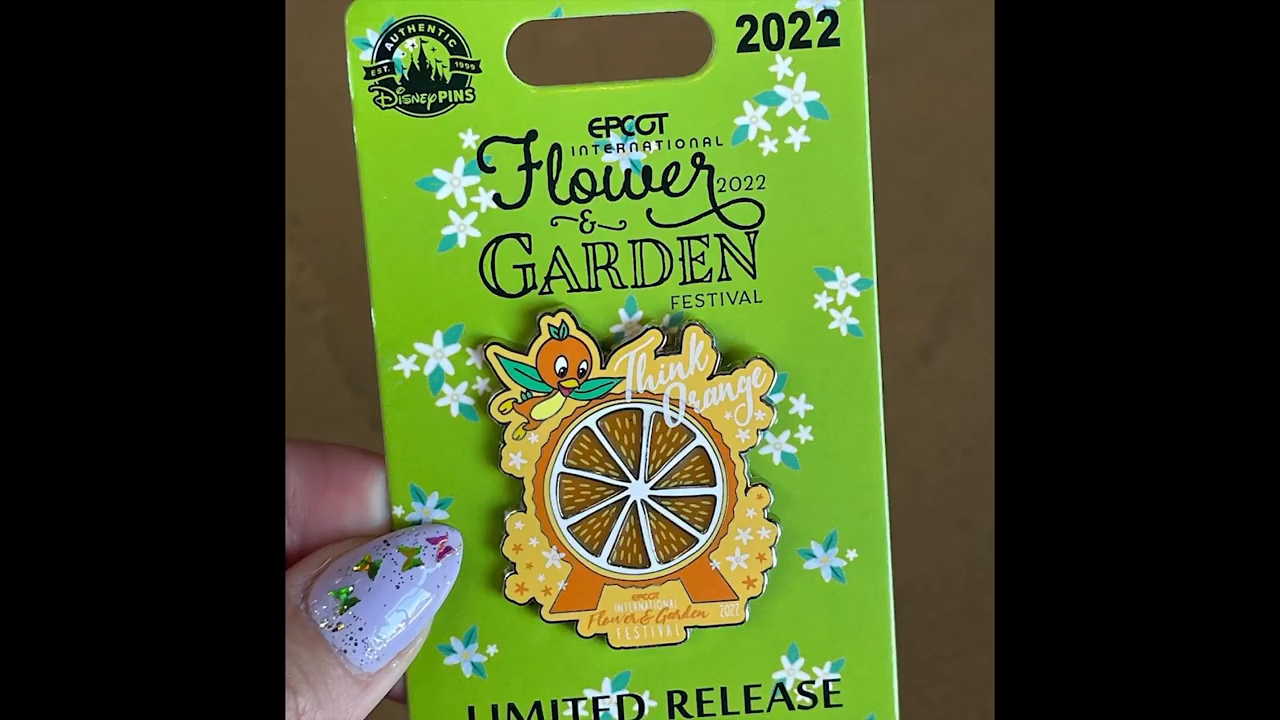 AUTHENTIC
EST. 1999
Disney PINS
2022
EPCOT
INTERNATIONAL
Flower 2022
&
GARDEN
FESTIVAL
Think
Orange
EPCOT
INTERNATIONAL
Flower & Garden 2022
FESTIVAL
LIMITED RELEASE